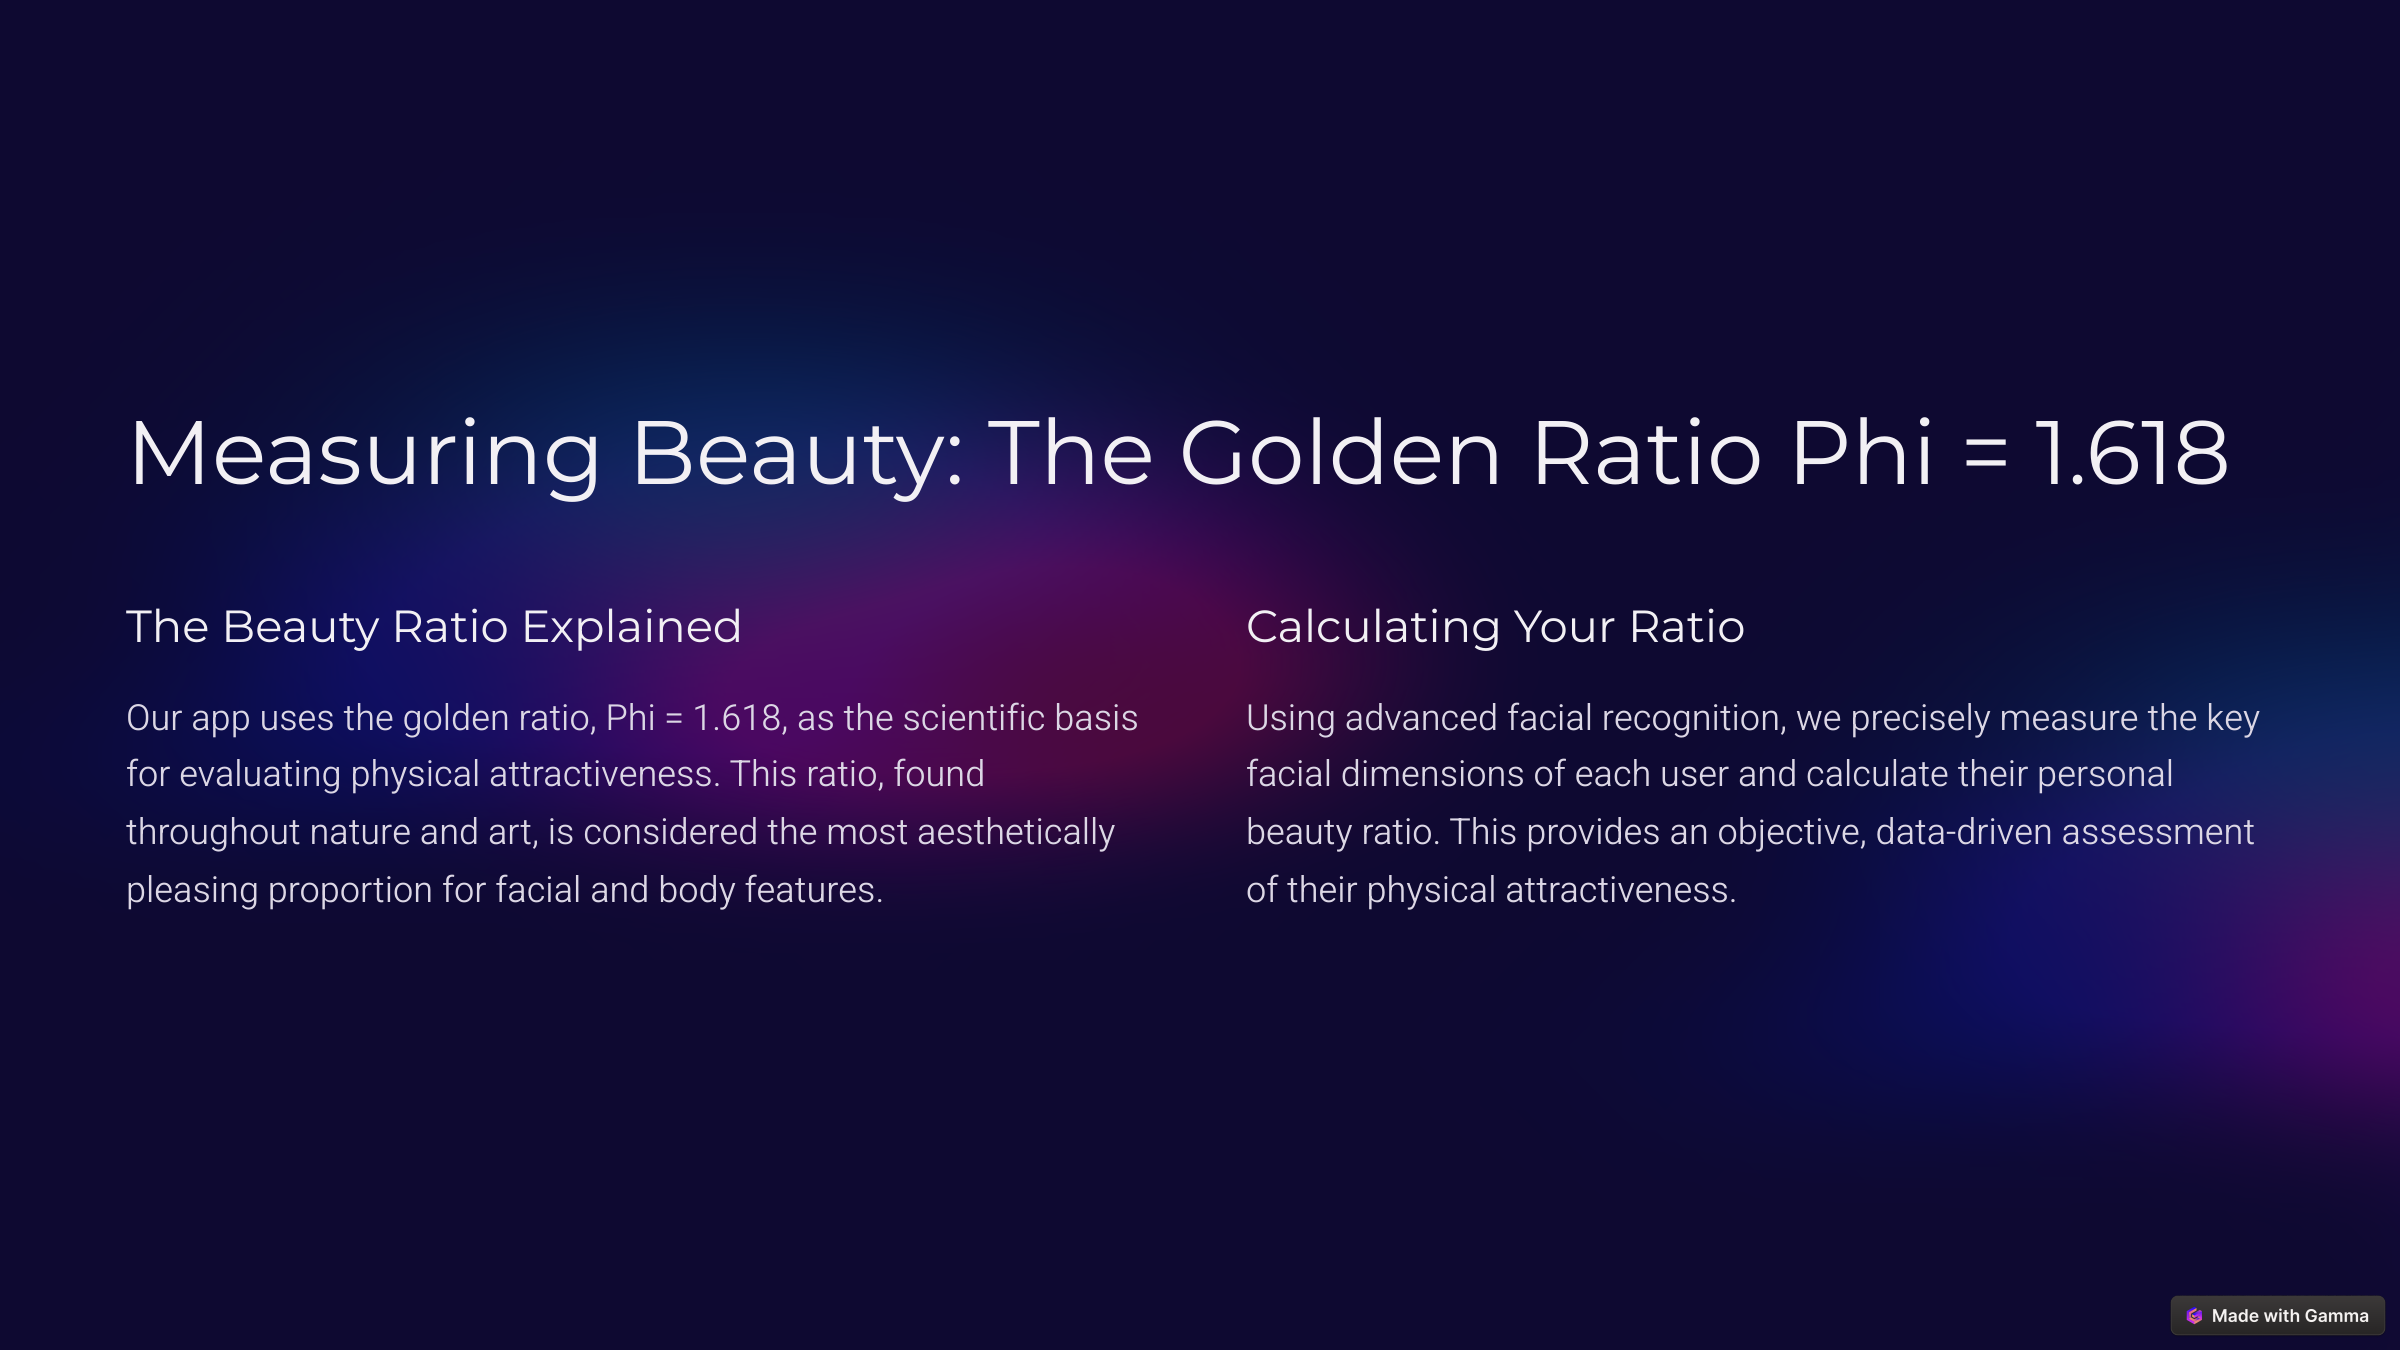 Measuring Beauty: The Golden Ratio Phi = 1.618
The Beauty Ratio Explained
Our app uses the golden ratio, Phi = 1.618, as the scientific basis
for evaluating physical attractiveness. This ratio, found
throughout nature and art, is considered the most aesthetically
pleasing proportion for facial and body features.
Calculating Your Ratio
Using advanced facial recognition, we precisely measure the key
facial dimensions of each user and calculate their personal
beauty ratio. This provides an objective, data-driven assessment
of their physical attractiveness.
Made with Gamma